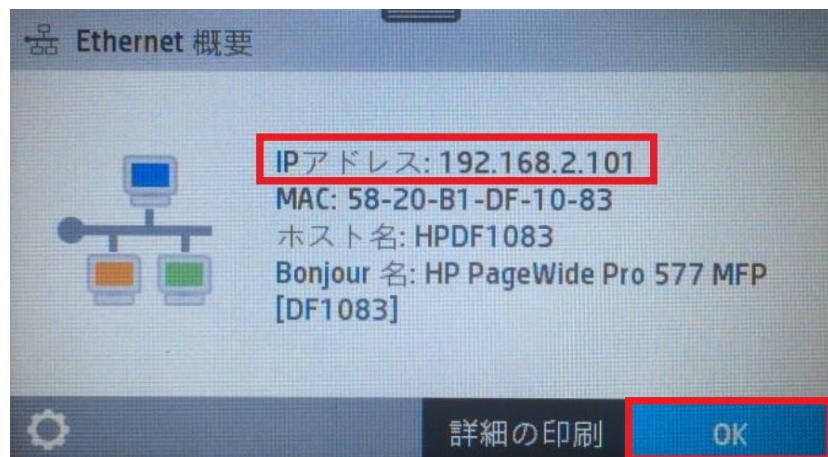 Ethernet 概要
IPアドレス: 192.168.2.101
MAC: 58-20-B1-DF-10-83
ホスト名: HPDF1083
Bonjour 名: HP PageWide Pro 577 MFP
[DF1083]
詳細の印刷
OK